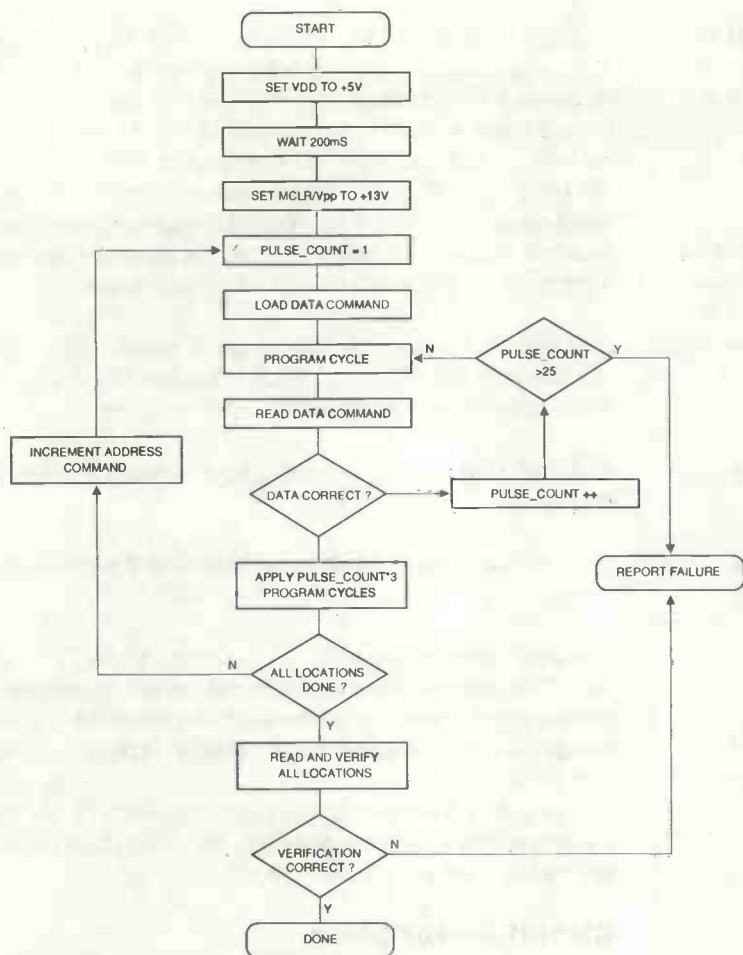 START
SET VDD TO +5V
WAIT 200mS
SET MCLR/Vpp TO +13V
PULSE_COUNT = 1
LOAD DATA COMMAND
PROGRAM CYCLE
N
PULSE_COUNT
>25
Y
READ DATA COMMAND
INCREMENT ADDRESS
COMMAND
DATA CORRECT ?
PULSE_COUNT ++
APPLY PULSE_COUNT*3
PROGRAM CYCLES
REPORT FAILURE
N
ALL LOCATIONS
DONE ?
Y
READ AND VERIFY
ALL LOCATIONS
VERIFICATION
CORRECT ?
N
Y
DONE